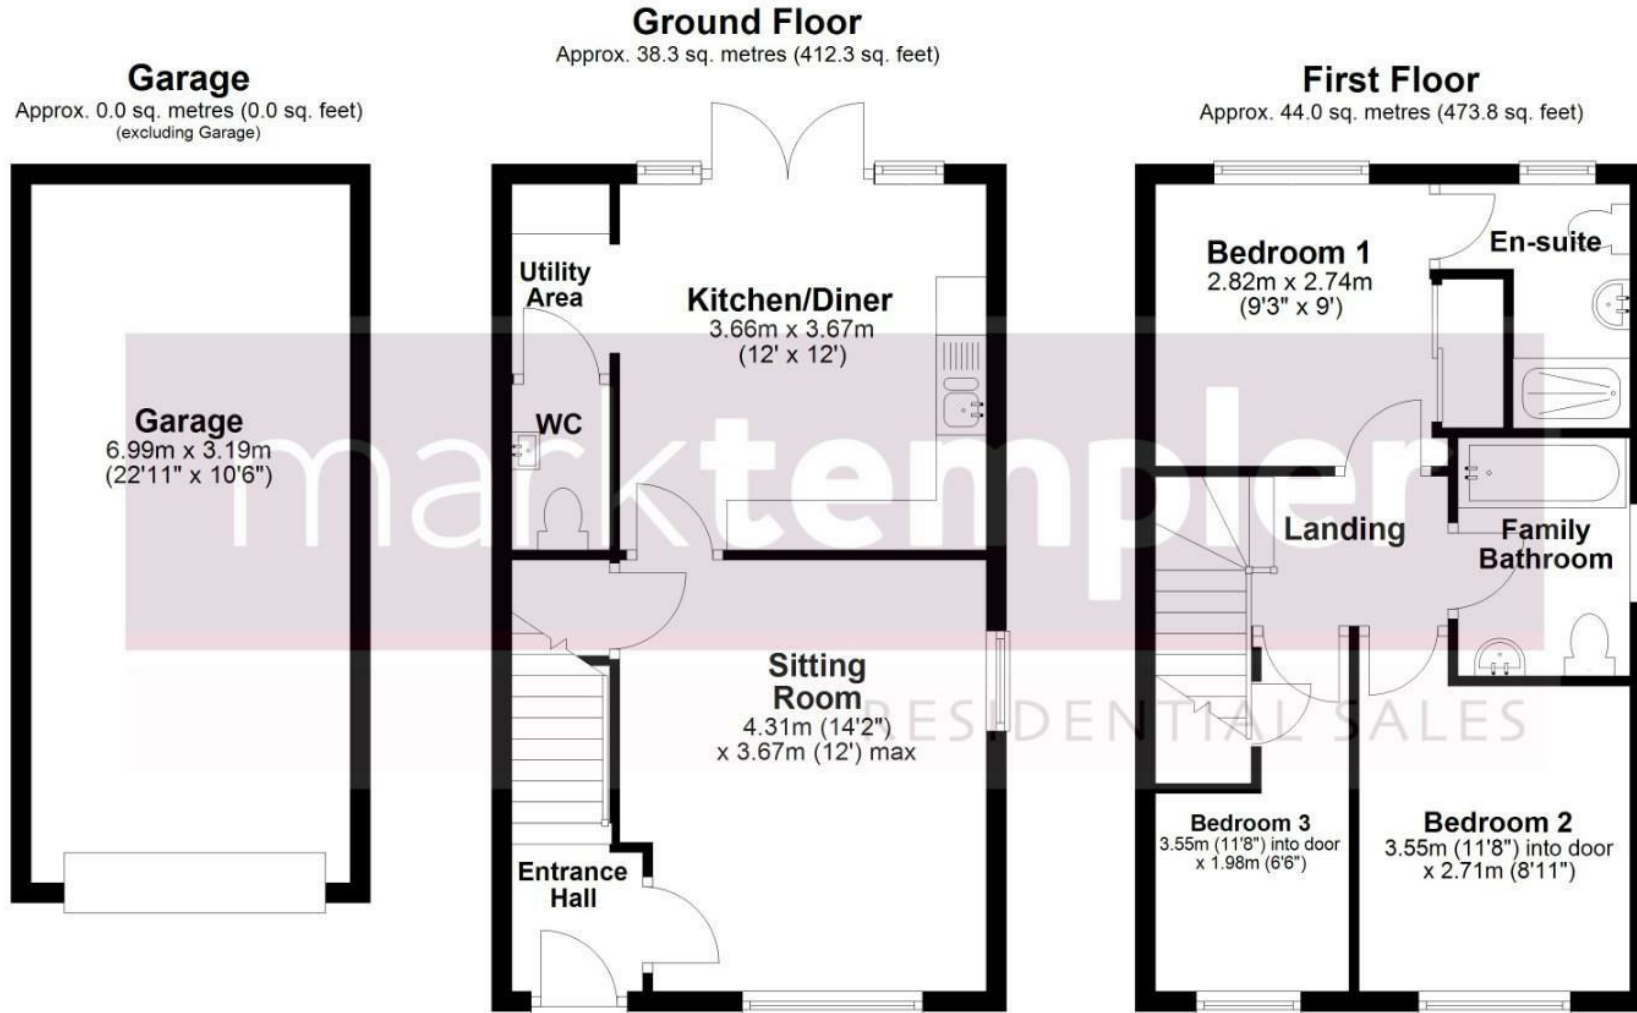 Garage
Approx. 0.0 sq. metres (0.0 sq. feet)
(excluding Garage)
Garage
6.99m x 3.19m
(22'11" x 10'6")
Ground Floor
Approx. 38.3 sq. metres (412.3 sq. feet)
Utility
Area
Kitchen/Diner
3.66m x 3.67m
(12' x 12')
WC
Sitting
Room
4.31m (14'2")
x 3.67m (12') max
Entrance
Hall
First Floor
Approx. 44.0 sq. metres (473.8 sq. feet)
Bedroom 1
2.82m x 2.74m
(9'3" x 9')
En-suite
Landing
Family
Bathroom
Bedroom 3
3.55m (11'8") into door
x 1.98m (6'6")
Bedroom 2
3.55m (11'8") into door
x 2.71m (8'11")
marktempler
RESIDENTIAL SALES